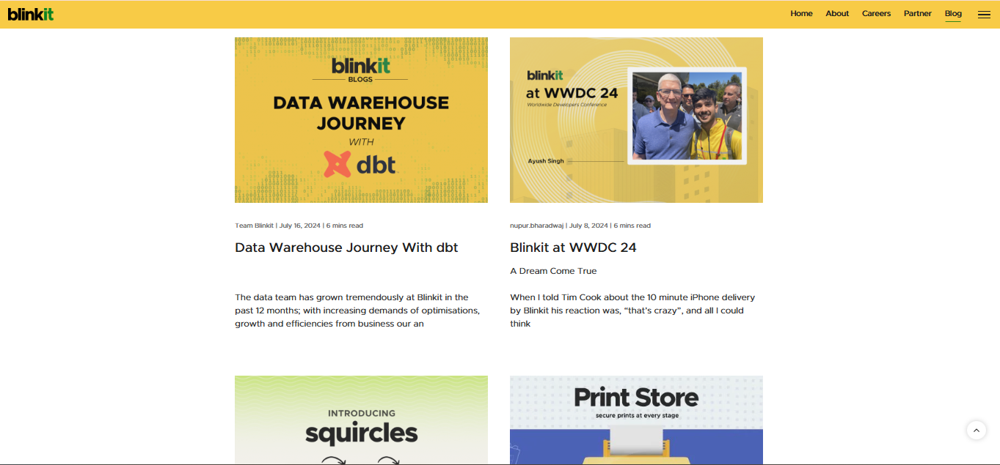 blinkit
Home About Careers Partner Blog
blinkit
BLOGS
DATA WAREHOUSE
JOURNEY
WITH
dbt
blinkit
at WWDC 24
Worldwide Developers Conference
Ayush Singh
Team Blinkit | July 16, 2024 | 6 mins read
Data Warehouse Journey With dbt
The data team has grown tremendously at Blinkit in the
past 12 months; with increasing demands of optimisations,
growth and efficiencies from business our an
nupur.bharadwaj | July 8, 2024 | 6 mins read
Blinkit at WWDC 24
A Dream Come True
When I told Tim Cook about the 10 minute iPhone delivery
by Blinkit his reaction was, “that’s crazy”, and all I could
think
INTRODUCING
squircles
Print Store
secure prints at every stage